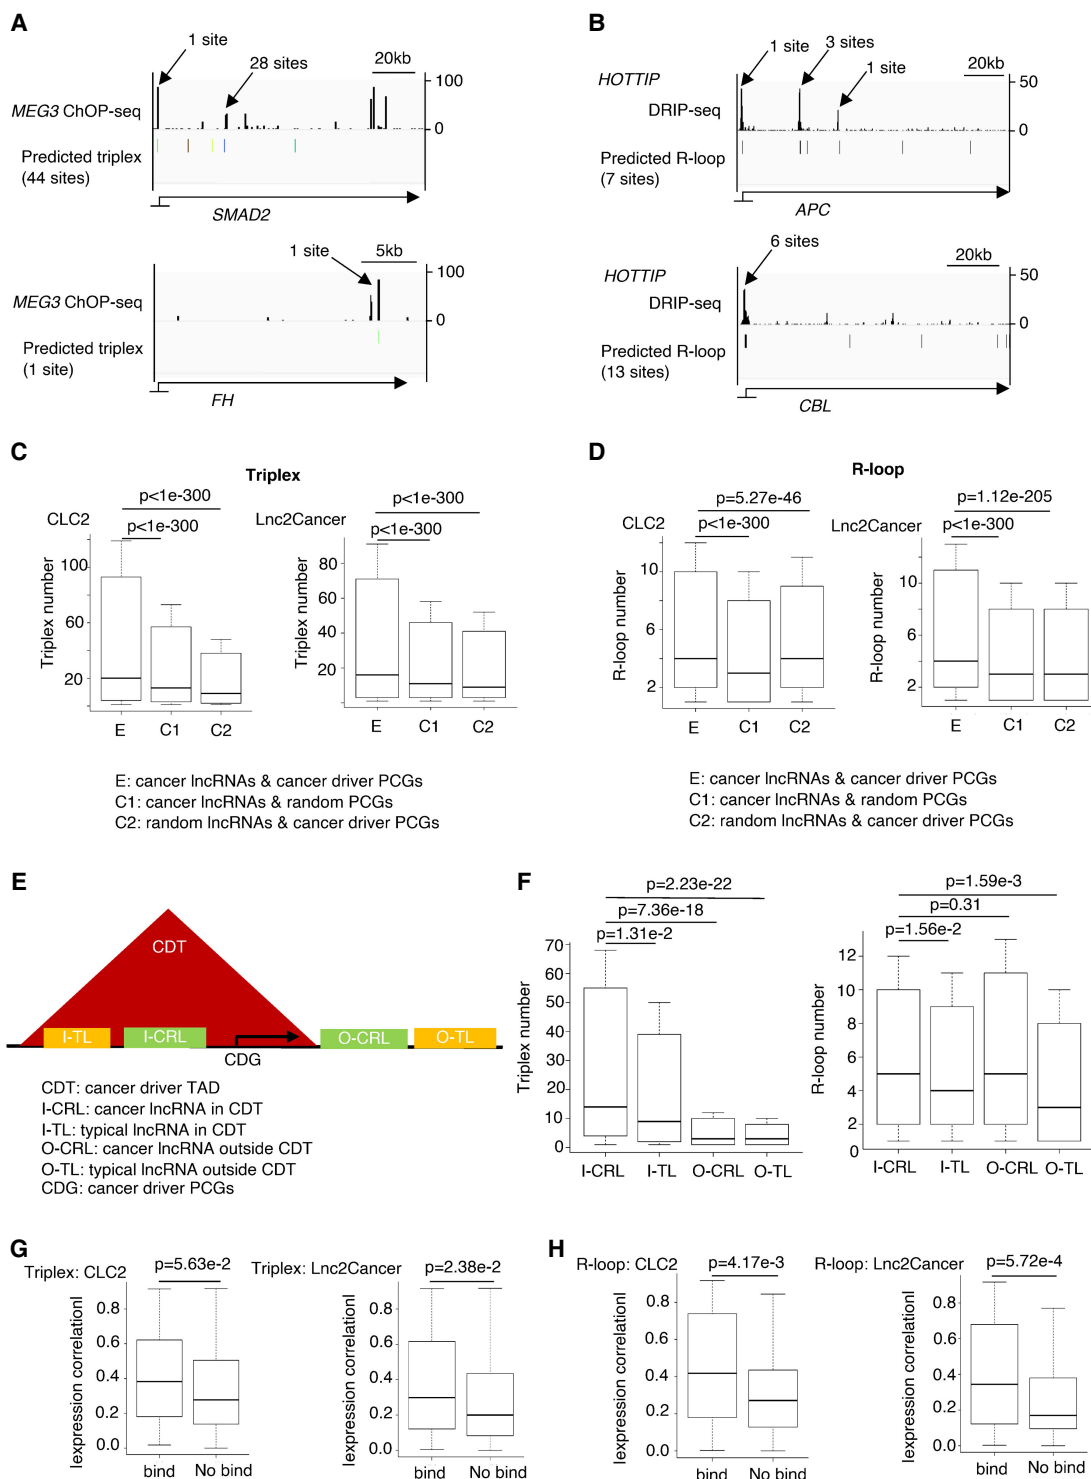 A
1 site
28 sites
20kb
100
MEG3 ChOP-seq
0
Predicted triplex
(44 sites)
SMAD2
1 site
5kb
100
MEG3 ChOP-seq
0
Predicted triplex
(1 site)
FH
B
1 site
3 sites
1 site
20kb
HOTTIP
50
DRIP-seq
0
Predicted R-loop
(7 sites)
APC
6 sites
20kb
HOTTIP
50
DRIP-seq
0
Predicted R-loop
(13 sites)
CBL
C
Triplex
p<1e-300
CLC2
p<1e-300
Triplex number
100
60
20
E C1 C2
p<1e-300
Lnc2Cancer
p<1e-300
Triplex number
80
60
40
20
E C1 C2
E: cancer lncRNAs & cancer driver PCGs
C1: cancer lncRNAs & random PCGs
C2: random lncRNAs & cancer driver PCGs
D
R-loop
p=5.27e-46
CLC2
p<1e-300
R-loop number
10
6
2
E C1 C2
p=1.12e-205
Lnc2Cancer
p<1e-300
R-loop number
10
6
2
E C1 C2
E: cancer lncRNAs & cancer driver PCGs
C1: cancer lncRNAs & random PCGs
C2: random lncRNAs & cancer driver PCGs
E
CDT
I-TL I-CRL O-CRL O-TL
CDG
CDT: cancer driver TAD
I-CRL: cancer lncRNA in CDT
I-TL: typical lncRNA in CDT
O-CRL: cancer lncRNA outside CDT
O-TL: typical lncRNA outside CDT
CDG: cancer driver PCGs
F
p=2.23e-22
p=7.36e-18
p=1.31e-2
Triplex number
70
60
50
40
30
20
10
0
I-CRL I-TL O-CRL O-TL
p=1.59e-3
p=0.31
p=1.56e-2
R-loop number
12
10
8
6
4
2
0
I-CRL I-TL O-CRL O-TL
G
Triplex: CLC2
p=5.63e-2
|expression correlation|
0.8
0.6
0.4
0.2
0.0
bind No bind
Triplex: Lnc2Cancer
p=2.38e-2
|expression correlation|
0.8
0.6
0.4
0.2
0.0
bind No bind
H
R-loop: CLC2
p=4.17e-3
|expression correlation|
0.8
0.6
0.4
0.2
0.0
bind No bind
R-loop: Lnc2Cancer
p=5.72e-4
|expression correlation|
0.8
0.6
0.4
0.2
0.0
bind No bind